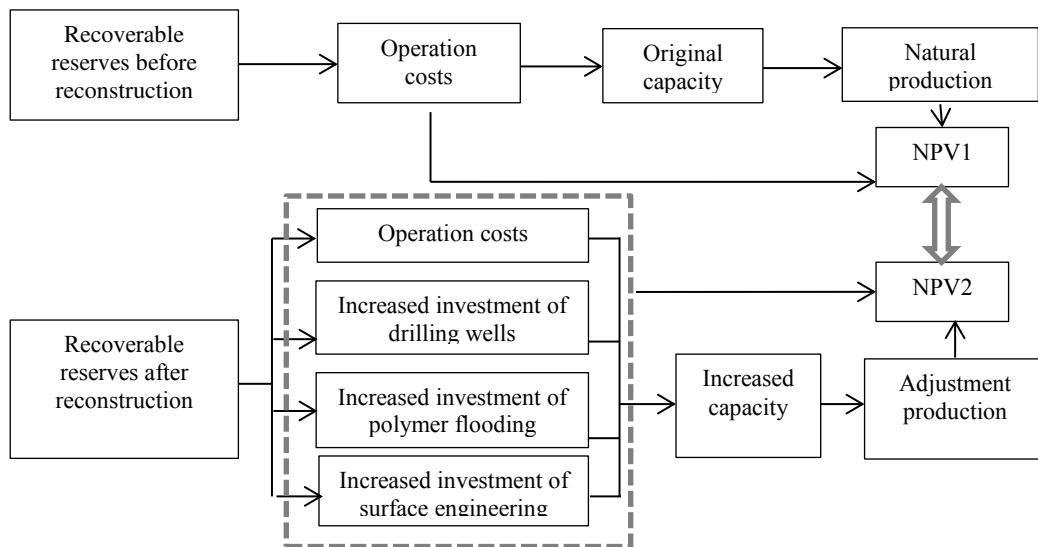 Recoverable
reserves before
reconstruction
Operation
costs
Original
capacity
Natural
production
NPV1
Operation costs
Increased investment of
drilling wells
Increased investment of
polymer flooding
Increased investment of
surface engineering
Recoverable
reserves after
reconstruction
NPV2
Increased
capacity
Adjustment
production